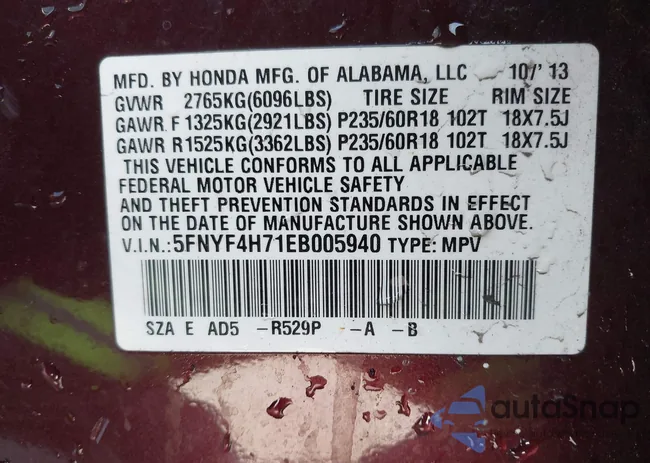 MFD. BY HONDA MFG. OF ALABAMA, LLC 10/'13
GVWR 2765KG(6096LBS) TIRE SIZE RIM SIZE
GAWR F 1325KG(2921LBS) P235/60R18 102T 18X7.5J
GAWR R1525KG(3362LBS) P235/60R18 102T 18X7.5J
THIS VEHICLE CONFORMS TO ALL APPLICABLE
FEDERAL MOTOR VEHICLE SAFETY
AND THEFT PREVENTION STANDARDS IN EFFECT
ON THE DATE OF MANUFACTURE SHOWN ABOVE.
V.I.N.:5FNYF4H71EB005940 TYPE: MPV
SZA E AD5 -R529P -A -B
autoSnap